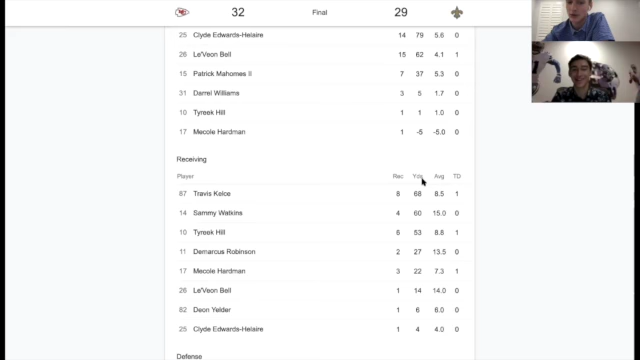 32 Final 29
25 Clyde Edwards-Helaire 14 79 5.6 0
26 Le'Veon Bell 15 62 4.1 1
15 Patrick Mahomes II 7 37 5.3 0
31 Darrel Williams 3 5 1.7 0
10 Tyreek Hill 1 1 1.0 0
17 Mecole Hardman 1 -5 -5.0 0
Receiving
Player Rec Yds Avg TD
87 Travis Kelce 8 68 8.5 1
14 Sammy Watkins 4 60 15.0 0
10 Tyreek Hill 6 53 8.8 1
11 Demarcus Robinson 2 27 13.5 0
17 Mecole Hardman 3 22 7.3 1
26 Le'Veon Bell 1 14 14.0 0
82 Deon Yelder 1 6 6.0 0
25 Clyde Edwards-Helaire 1 4 4.0 0
Defense